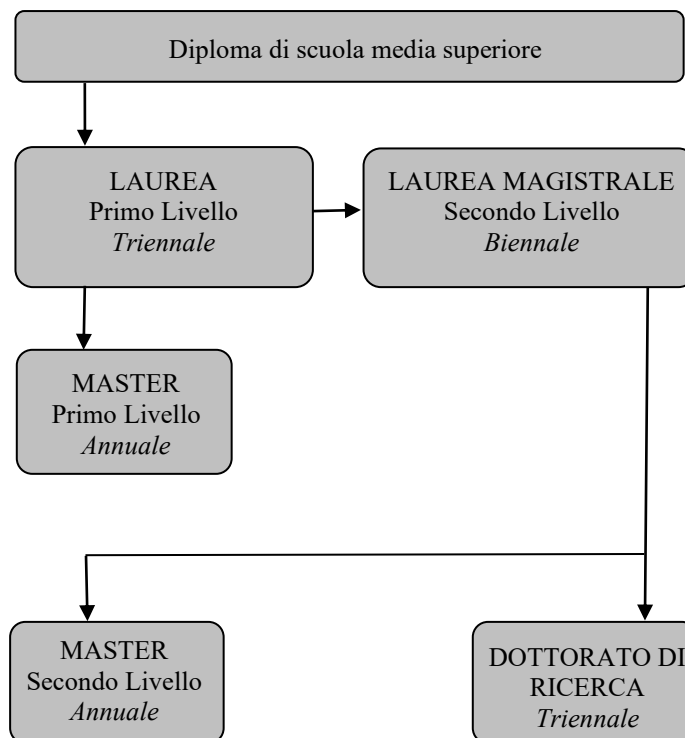 Diploma di scuola media superiore
LAUREA
Primo Livello
Triennale
LAUREA MAGISTRALE
Secondo Livello
Biennale
MASTER
Primo Livello
Annuale
MASTER
Secondo Livello
Annuale
DOTTORATO DI
RICERCA
Triennale